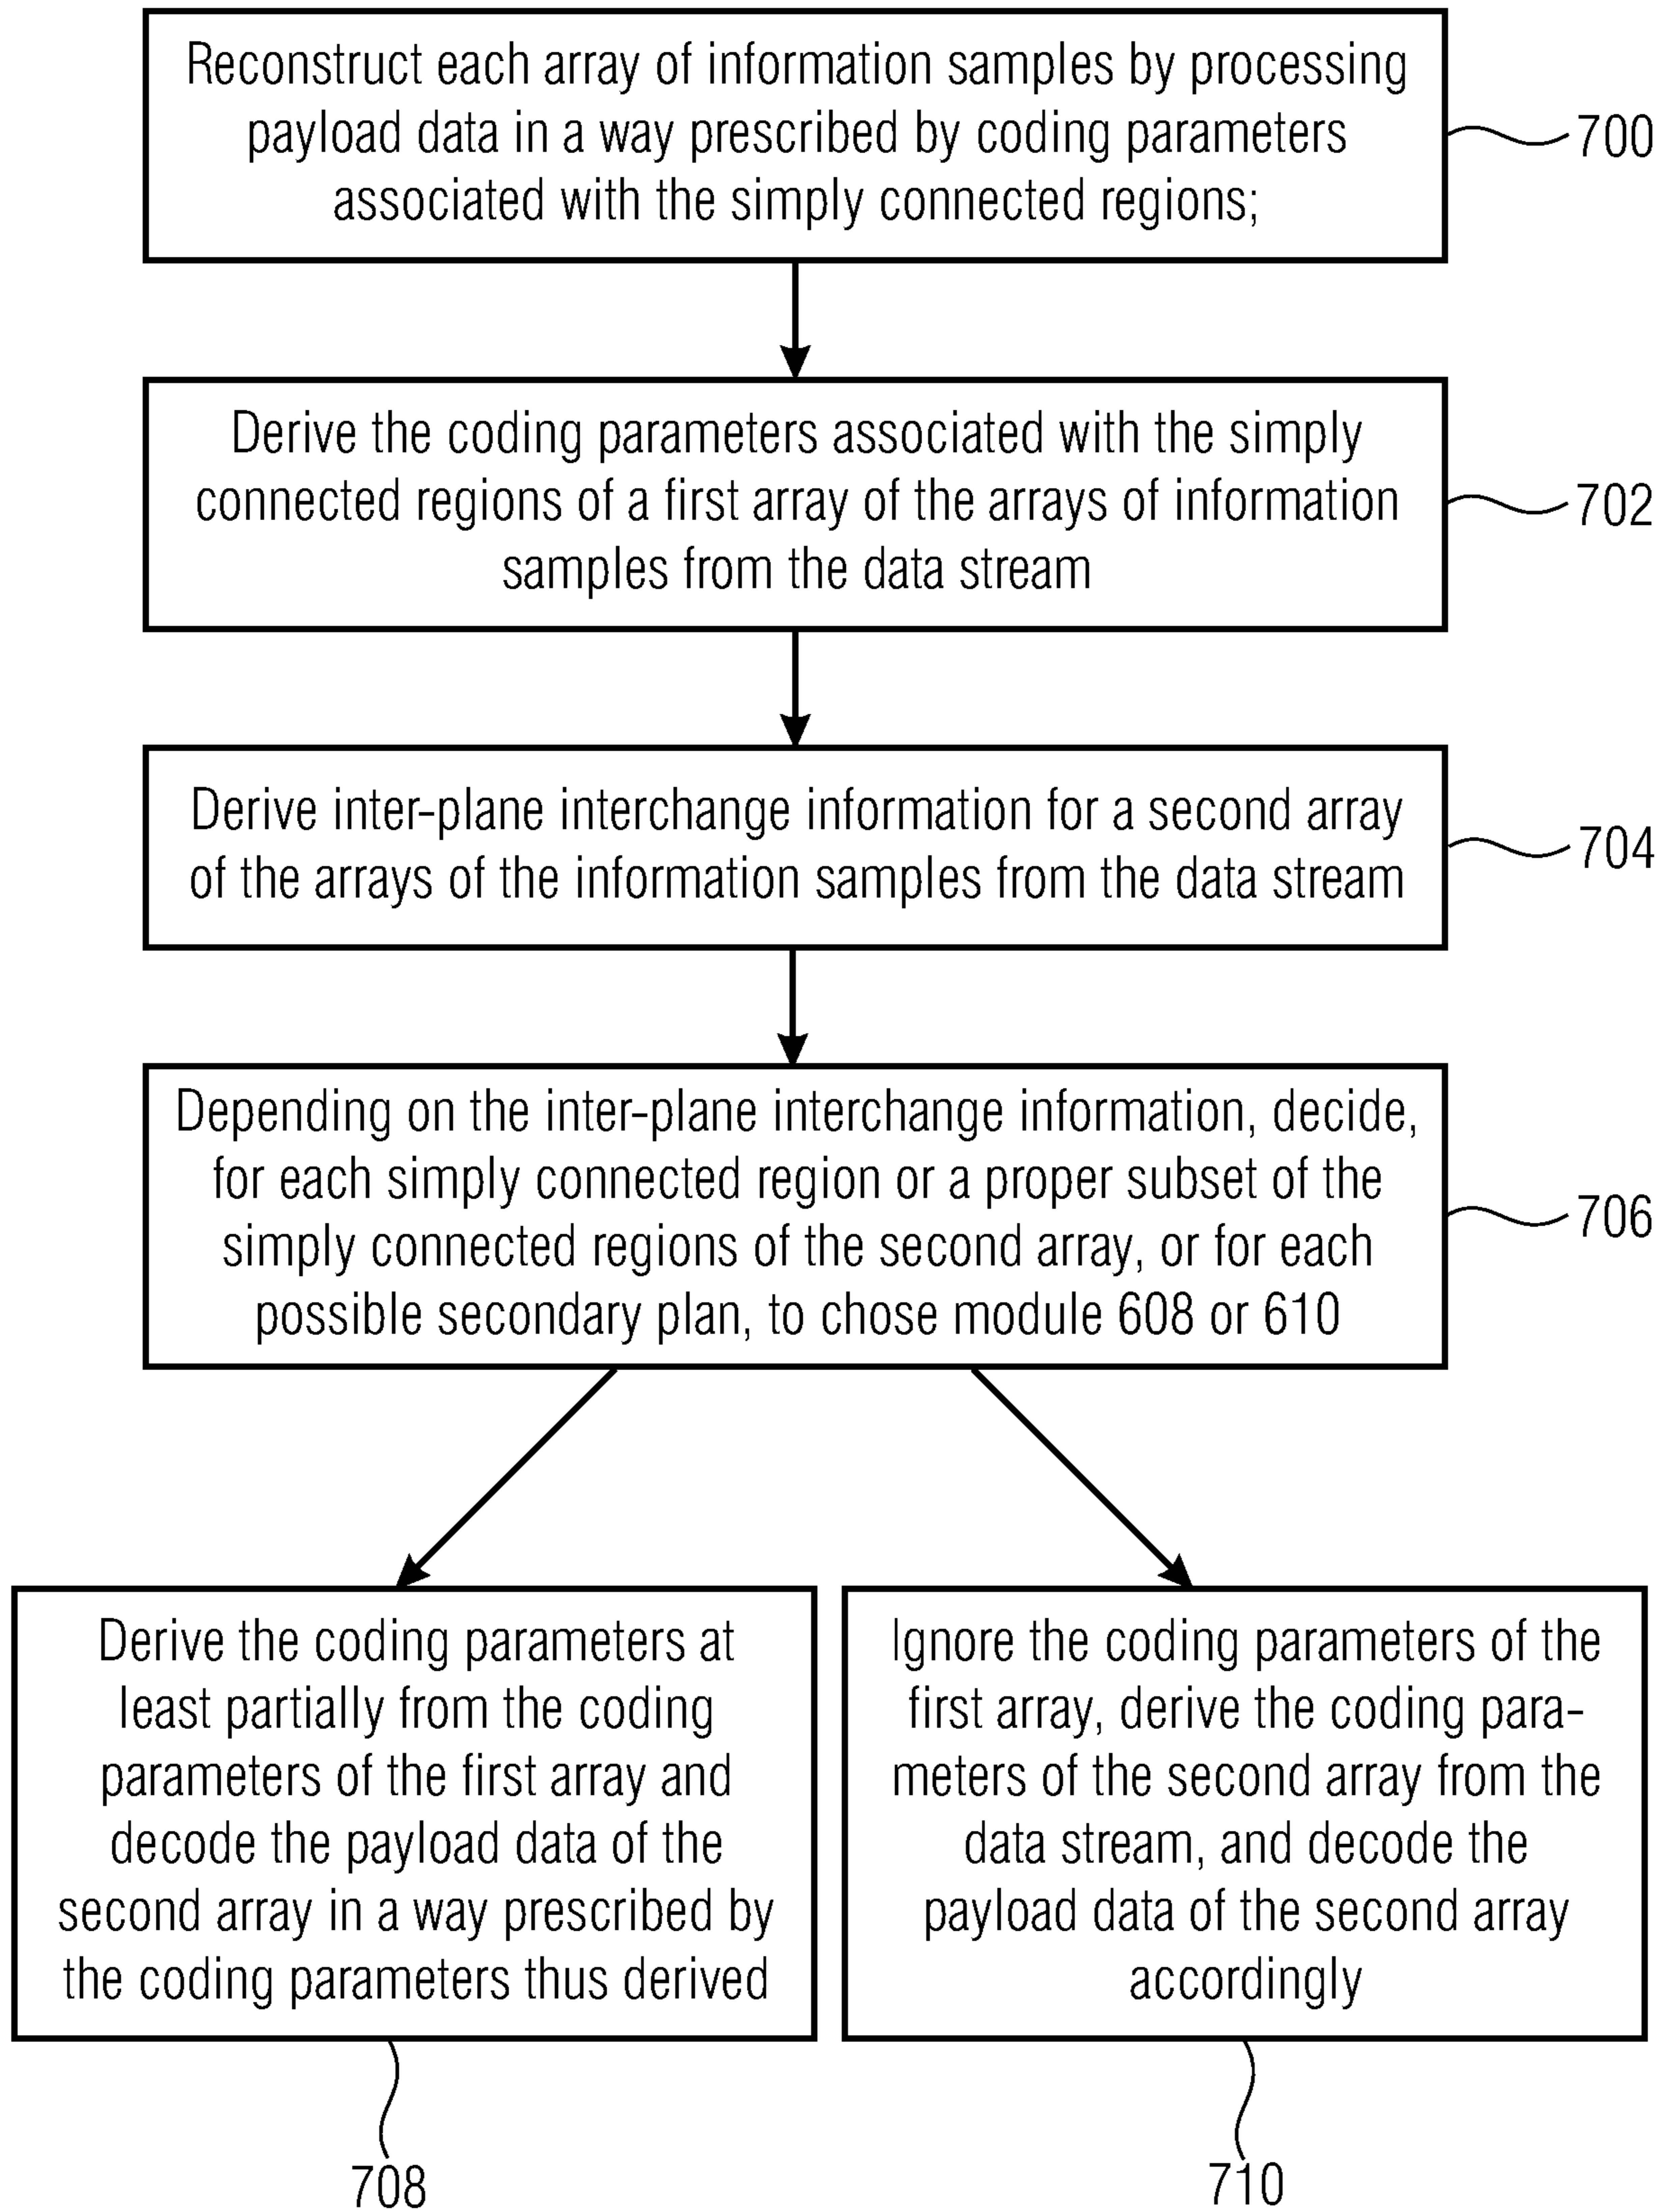 Reconstruct each array of information samples by processing
payload data in a way prescribed by coding parameters
associated with the simply connected regions;
700
Derive the coding parameters associated with the simply
connected regions of a first array of the arrays of information
samples from the data stream
702
Derive inter-plane interchange information for a second array
of the arrays of the information samples from the data stream
704
Depending on the inter-plane interchange information, decide,
for each simply connected region or a proper subset of the
simply connected regions of the second array, or for each
possible secondary plan, to chose module 608 or 610
706
Derive the coding parameters at
least partially from the coding
parameters of the first array and
decode the payload data of the
second array in a way prescribed by
the coding parameters thus derived
708
Ignore the coding parameters of the
first array, derive the coding para-
meters of the second array from the
data stream, and decode the
payload data of the second array
accordingly
710